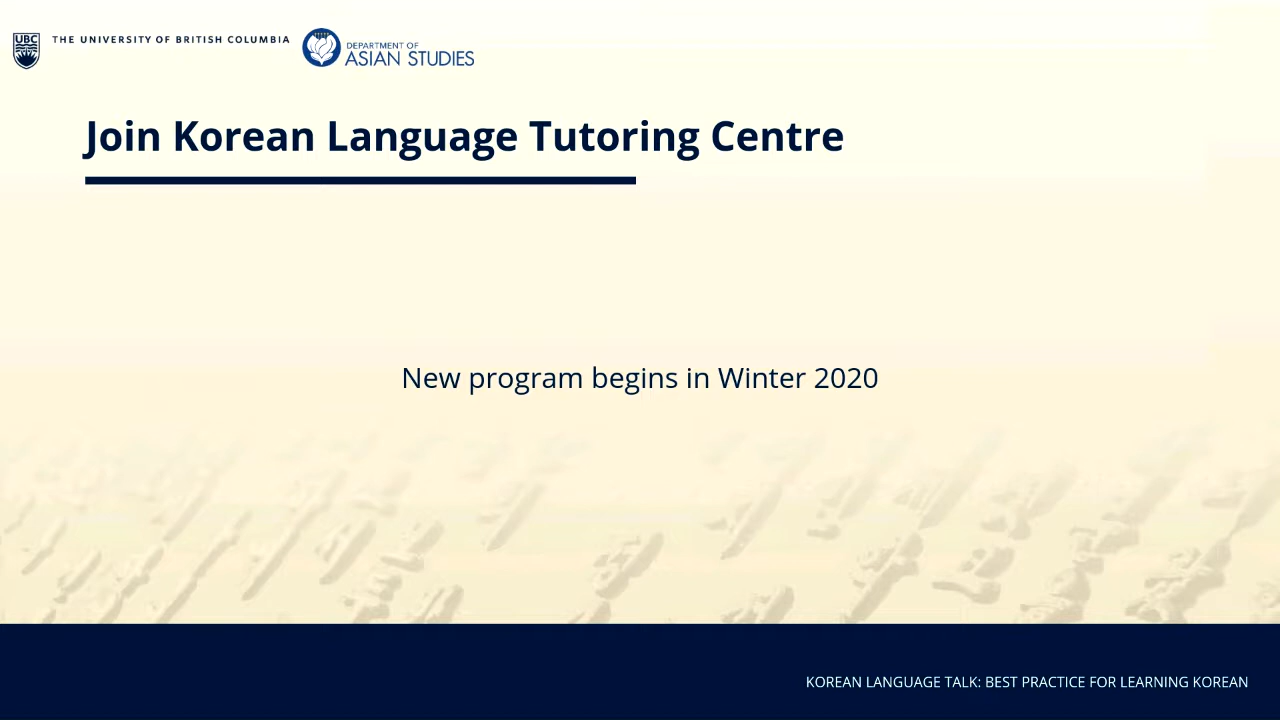 UBC
THE UNIVERSITY OF BRITISH COLUMBIA
DEPARTMENT OF
ASIAN STUDIES
Join Korean Language Tutoring Centre
New program begins in Winter 2020
KOREAN LANGUAGE TALK: BEST PRACTICE FOR LEARNING KOREAN